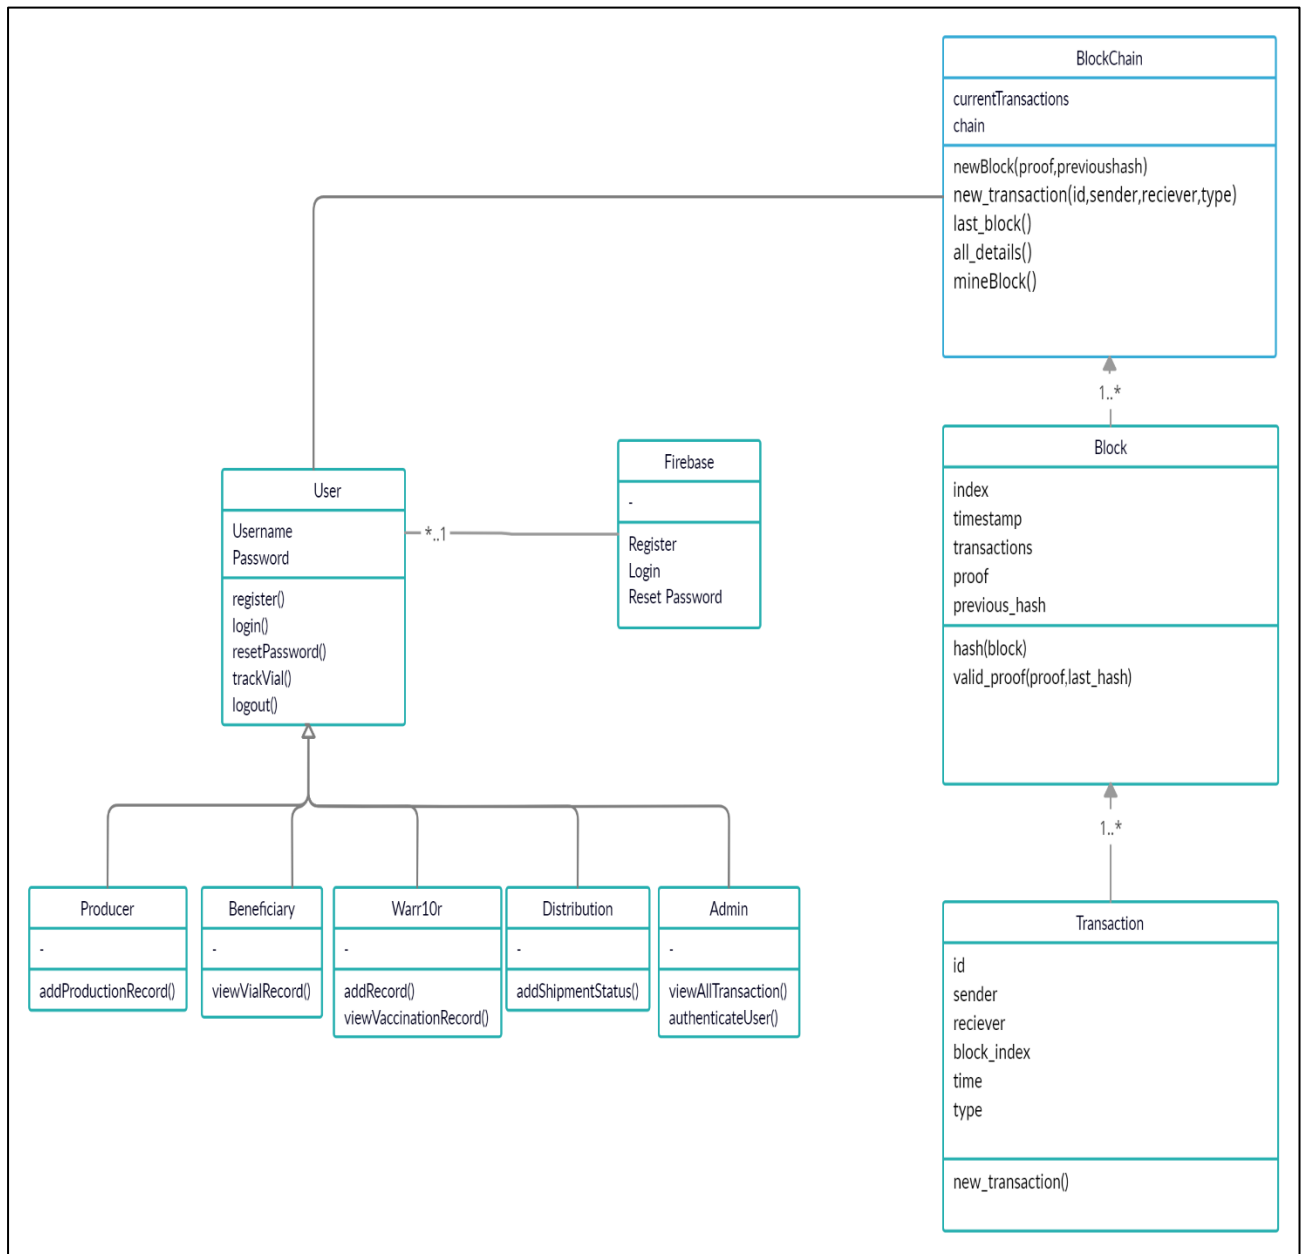 BlockChain
currentTransactions
chain
newBlock(proof,previoushash)
new_transaction(id,sender,reciever,type)
last_block()
all_details()
mineBlock()
1..*
Block
index
timestamp
transactions
proof
previous_hash
hash(block)
valid_proof(proof,last_hash)
1..*
Transaction
id
sender
reciever
block_index
time
type
new_transaction()
User
Username
Password
register()
login()
resetPassword()
trackVial()
logout()
*..1
Firebase
-
Register
Login
Reset Password
Producer
-
addProductionRecord()
Beneficiary
-
viewVialRecord()
Warr10r
-
addRecord()
viewVaccinationRecord()
Distribution
-
addShipmentStatus()
Admin
-
viewAllTransaction()
authenticateUser()